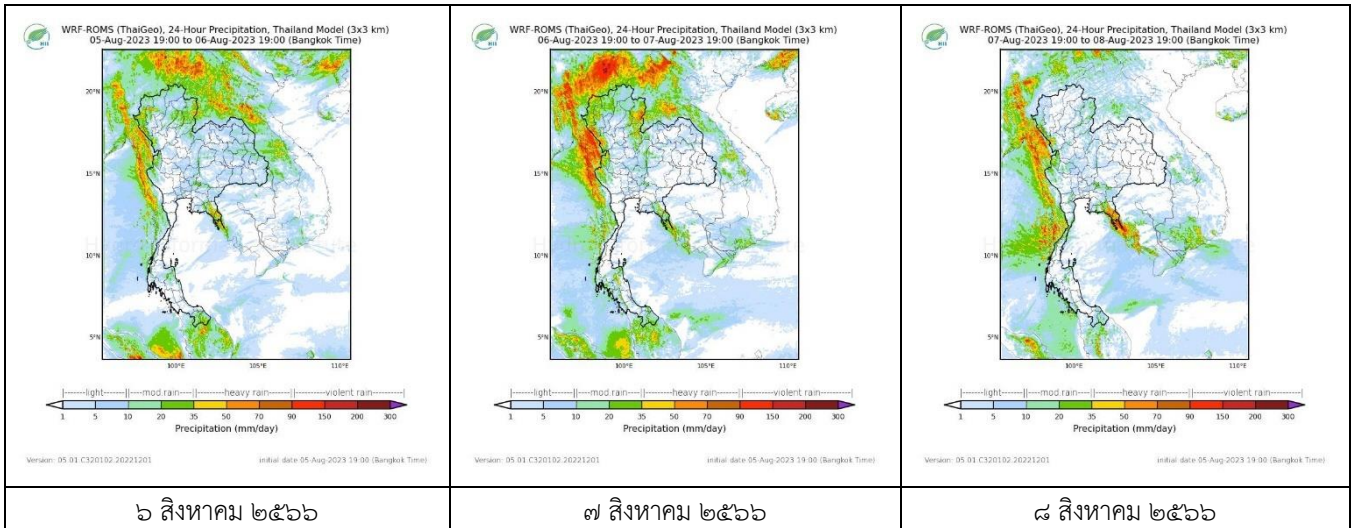 WRF-ROMS (ThaiGeo), 24-Hour Precipitation, Thailand Model (3x3 km)
05-Aug-2023 19:00 to 06-Aug-2023 19:00 (Bangkok Time)
HII
20°N
15°N
10°N
5°N
100°E
105°E
110°E
|-------light-------||----mod rain----||--------heavy rain--------||------violent rain------|
1 5 10 20 35 50 70 90 150 200 300
Precipitation (mm/day)
Version: 05.01.C320102.20221201
initial date 05-Aug-2023 19:00 (Bangkok Time)
๖ สิงหาคม ๒๕๖๖
WRF-ROMS (ThaiGeo), 24-Hour Precipitation, Thailand Model (3x3 km)
06-Aug-2023 19:00 to 07-Aug-2023 19:00 (Bangkok Time)
HII
20°N
15°N
10°N
5°N
100°E
105°E
110°E
|-------light-------||----mod rain----||--------heavy rain--------||------violent rain------|
1 5 10 20 35 50 70 90 150 200 300
Precipitation (mm/day)
Version: 05.01.C320102.20221201
initial date 05-Aug-2023 19:00 (Bangkok Time)
๗ สิงหาคม ๒๕๖๖
WRF-ROMS (ThaiGeo), 24-Hour Precipitation, Thailand Model (3x3 km)
07-Aug-2023 19:00 to 08-Aug-2023 19:00 (Bangkok Time)
HII
20°N
15°N
10°N
5°N
100°E
105°E
110°E
|-------light-------||----mod rain----||--------heavy rain--------||------violent rain------|
1 5 10 20 35 50 70 90 150 200 300
Precipitation (mm/day)
Version: 05.01.C320102.20221201
initial date 05-Aug-2023 19:00 (Bangkok Time)
๘ สิงหาคม ๒๕๖๖